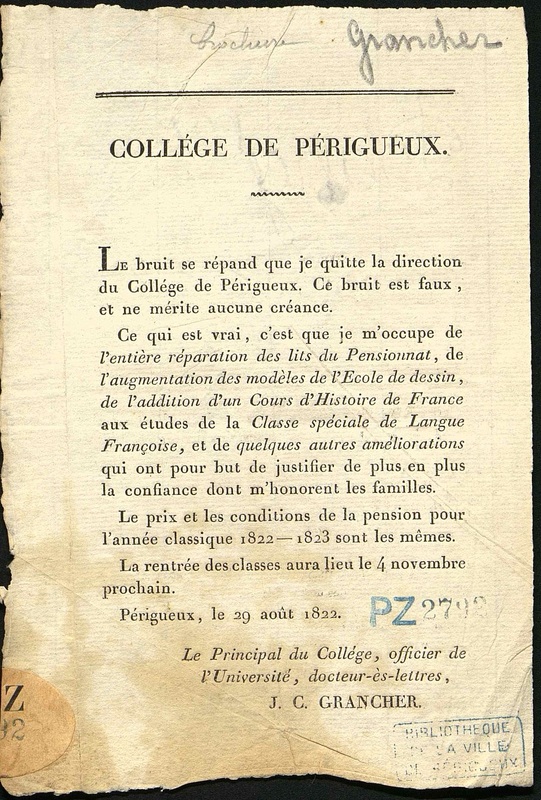 brochure Grancher
COLLÉGE DE PÉRIGUEUX.
LE bruit se répand que je quitte la direction
du Collége de Périgueux. Ce bruit est faux,
et ne mérite aucune créance.
Ce qui est vrai, c'est que je m'occupe de
l'entière réparation des lits du Pensionnat, de
l'augmentation des modèles de l'Ecole de dessin,
de l'addition d'un Cours d'Histoire de France
aux études de la Classe spéciale de Langue
Françoise, et de quelques autres améliorations
qui ont pour but de justifier de plus en plus
la confiance dont m'honorent les familles.
Le prix et les conditions de la pension pour
l'année classique 1822—1823 sont les mêmes.
La rentrée des classes aura lieu le 4 novembre
prochain.
Périgueux, le 29 août 1822.
PZ 2792
Le Principal du Collége, officier de
l'Université, docteur-ès-lettres,
J. C. GRANCHER.
Z
92
BIBLIOTHEQUE
DE LA VILLE
DE PÉRIGUEUX